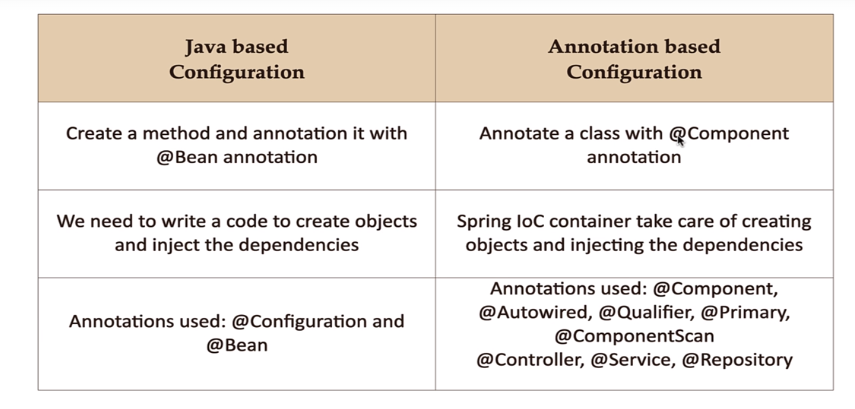 Java based
Configuration
Annotation based
Configuration
Create a method and annotation it with
@Bean annotation
Annotate a class with @Component
annotation
We need to write a code to create objects
and inject the dependencies
Spring IoC container take care of creating
objects and injecting the dependencies
Annotations used: @Configuration and
@Bean
Annotations used: @Component,
@Autowired, @Qualifier, @Primary,
@ComponentScan
@Controller, @Service, @Repository